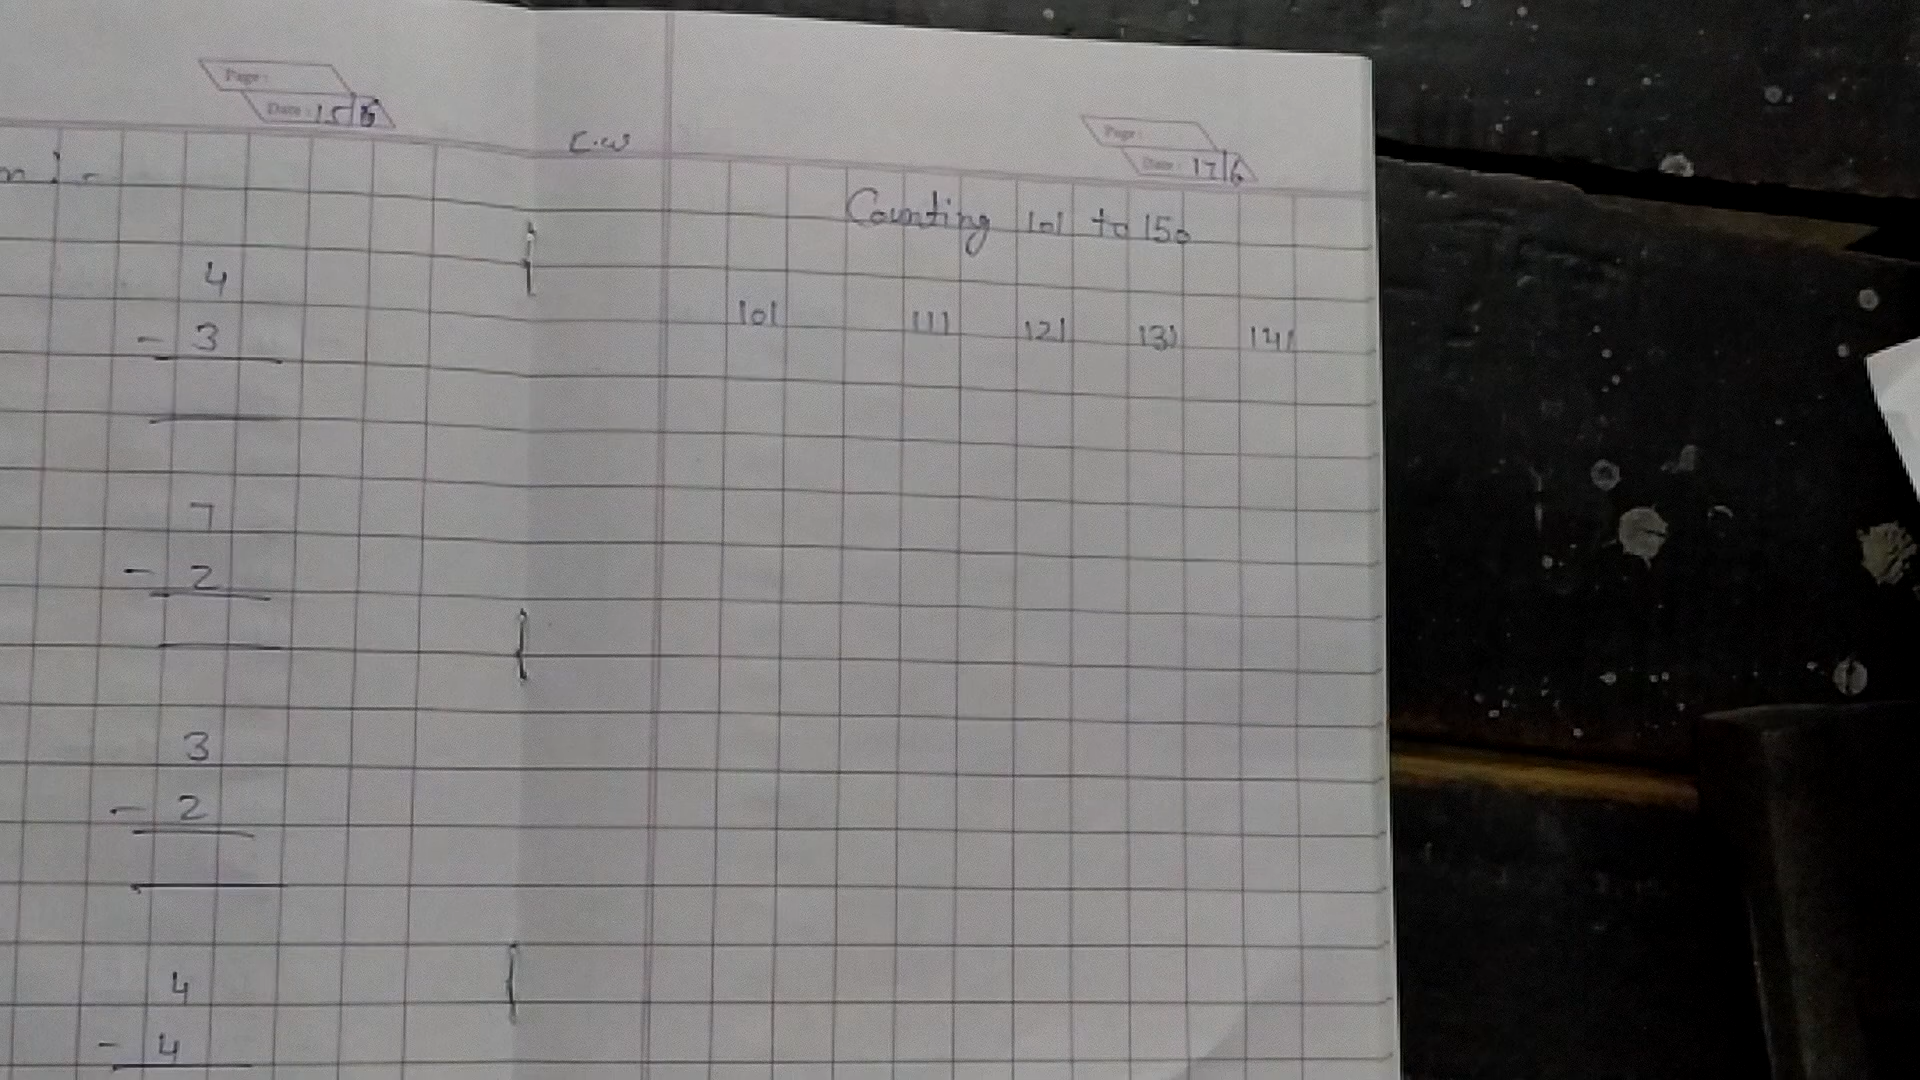 Page :
Date : 15/6
4
- 3
7
- 2
3
- 2
4
- 4
C.W
Page :
Date : 17/6
Counting 101 to 150
101 111 121 131 141